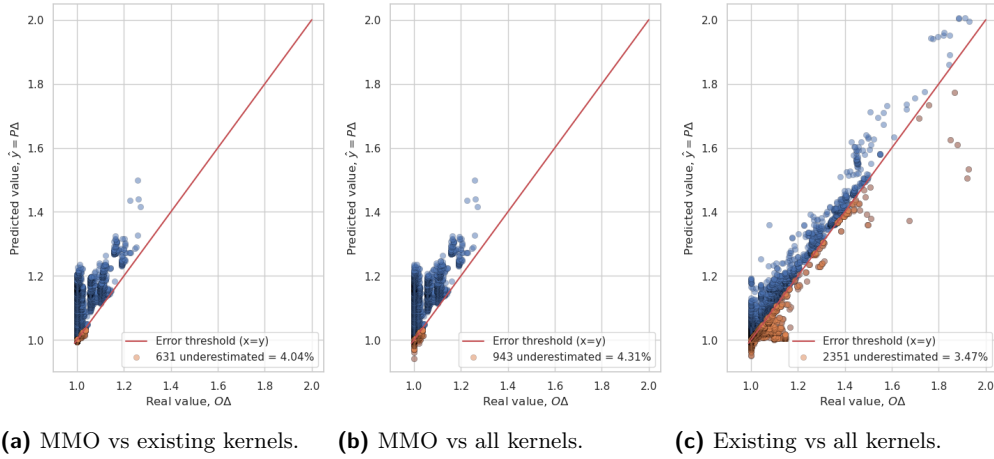 2.0
1.8
1.6
1.4
1.2
1.0
Predicted value, ŷ = PΔ
1.0 1.2 1.4 1.6 1.8 2.0
Real value, OΔ
Error threshold (x=y)
631 underestimated = 4.04%
(a) MMO vs existing kernels.
2.0
1.8
1.6
1.4
1.2
1.0
Predicted value, ŷ = PΔ
1.0 1.2 1.4 1.6 1.8 2.0
Real value, OΔ
Error threshold (x=y)
943 underestimated = 4.31%
(b) MMO vs all kernels.
2.0
1.8
1.6
1.4
1.2
1.0
Predicted value, ŷ = PΔ
1.0 1.2 1.4 1.6 1.8 2.0
Real value, OΔ
Error threshold (x=y)
2351 underestimated = 3.47%
(c) Existing vs all kernels.